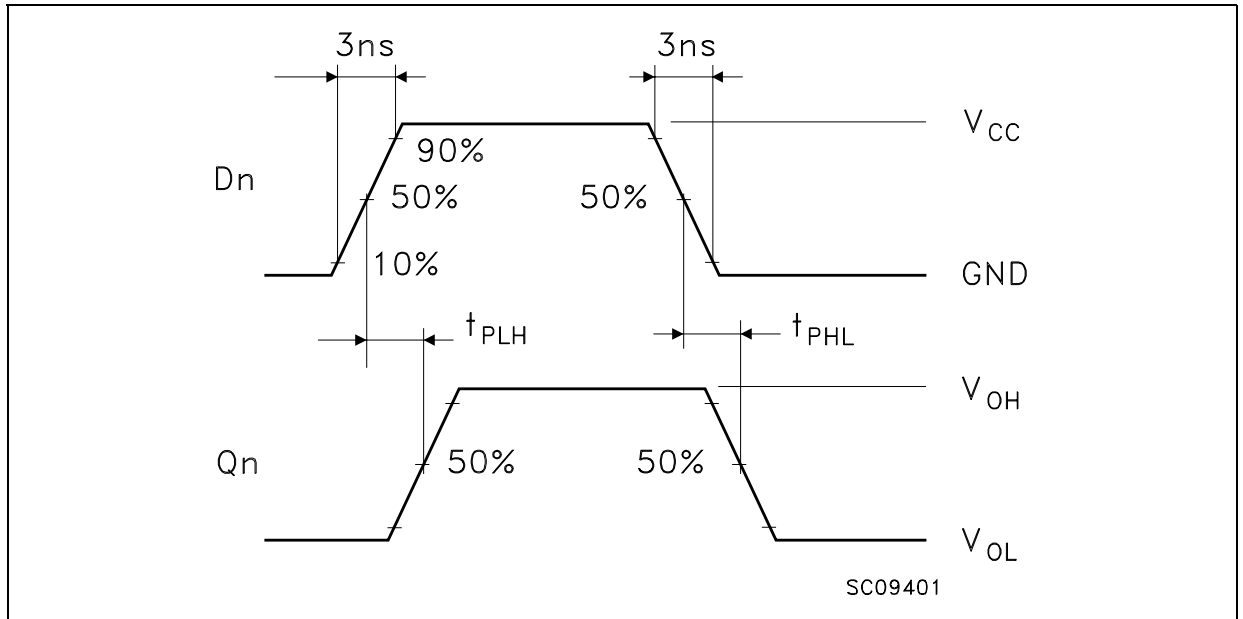 3ns 3ns
V_CC
90%
Dn 50% 50%
10% GND
t_PLH t_PHL
V_OH
Qn 50% 50%
V_OL
SC09401